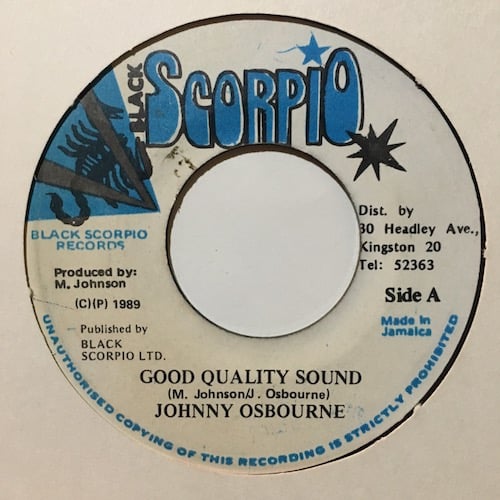 BLACK
SCORPIO
BLACK SCORPIO
RECORDS
Produced by:
M. Johnson
(C)(P) 1989
Published by
BLACK
SCORPIO LTD.
Dist. by
30 Headley Ave.,
Kingston 20
Tel: 52363
Side A
Made in
Jamaica
GOOD QUALITY SOUND
(M. Johnson/J. Osbourne)
JOHNNY OSBOURNE
UNAUTHORISED COPYING OF THIS RECORDING IS STRICTLY PROHIBITED